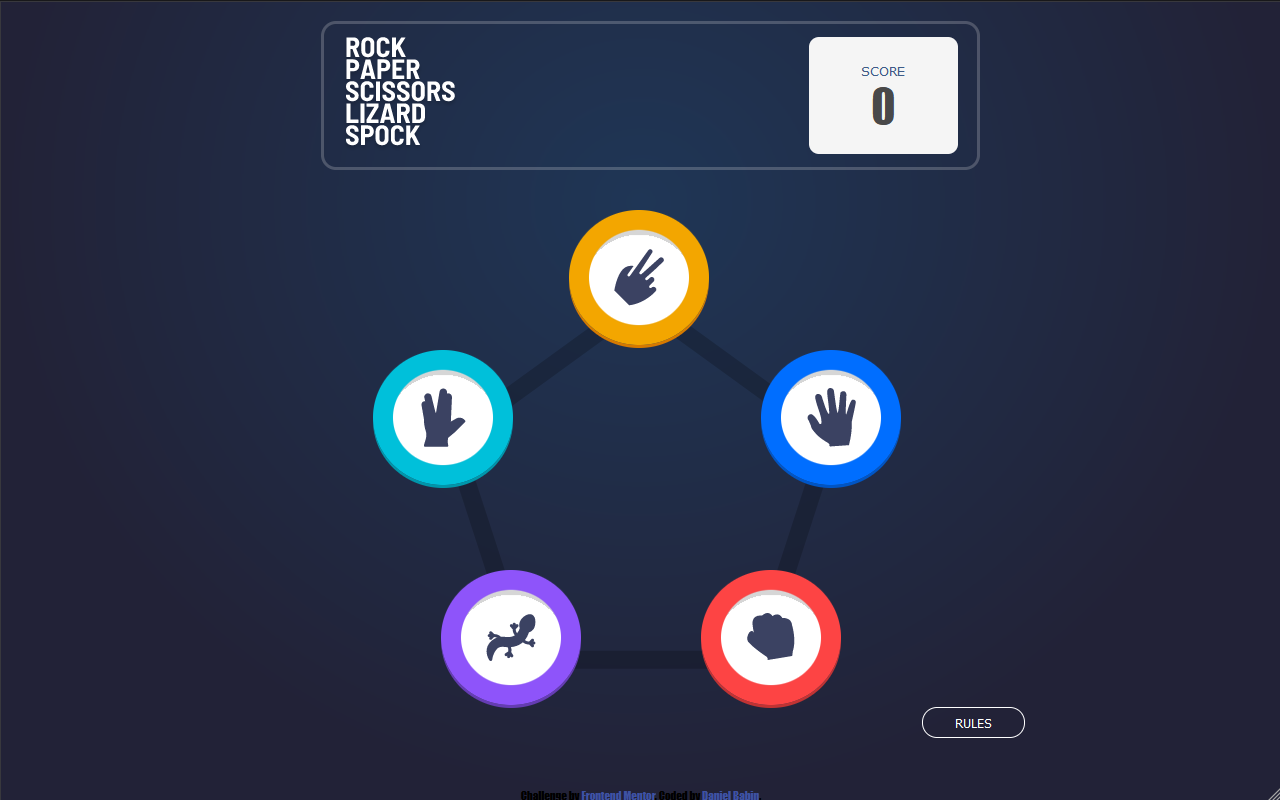 ROCK
PAPER
SCISSORS
LIZARD
SPOCK
SCORE
0
RULES
Challenge by Frontend Mentor. Coded by Daniel Babin.